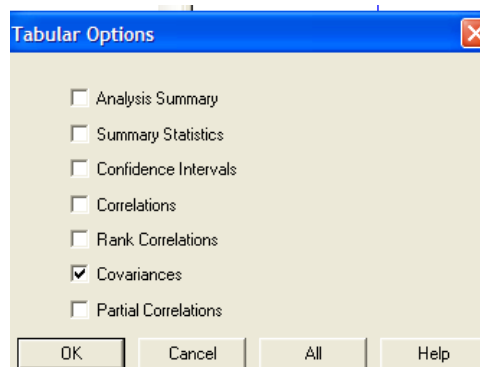 Tabular Options
Analysis Summary
Summary Statistics
Confidence Intervals
Correlations
Rank Correlations
Covariances
Partial Correlations
OK Cancel All Help